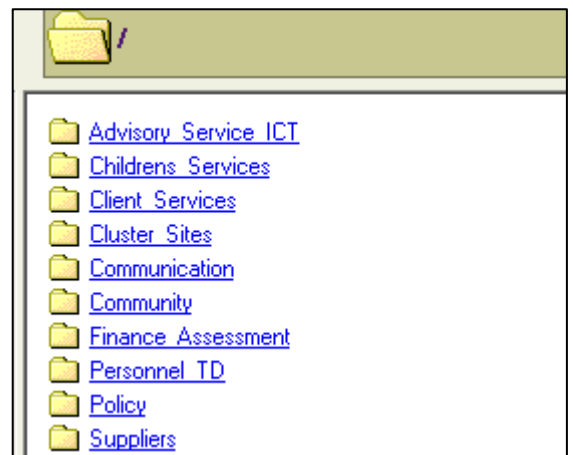 /
Advisory Service ICT
Childrens Services
Client Services
Cluster Sites
Communication
Community
Finance Assessment
Personnel TD
Policy
Suppliers